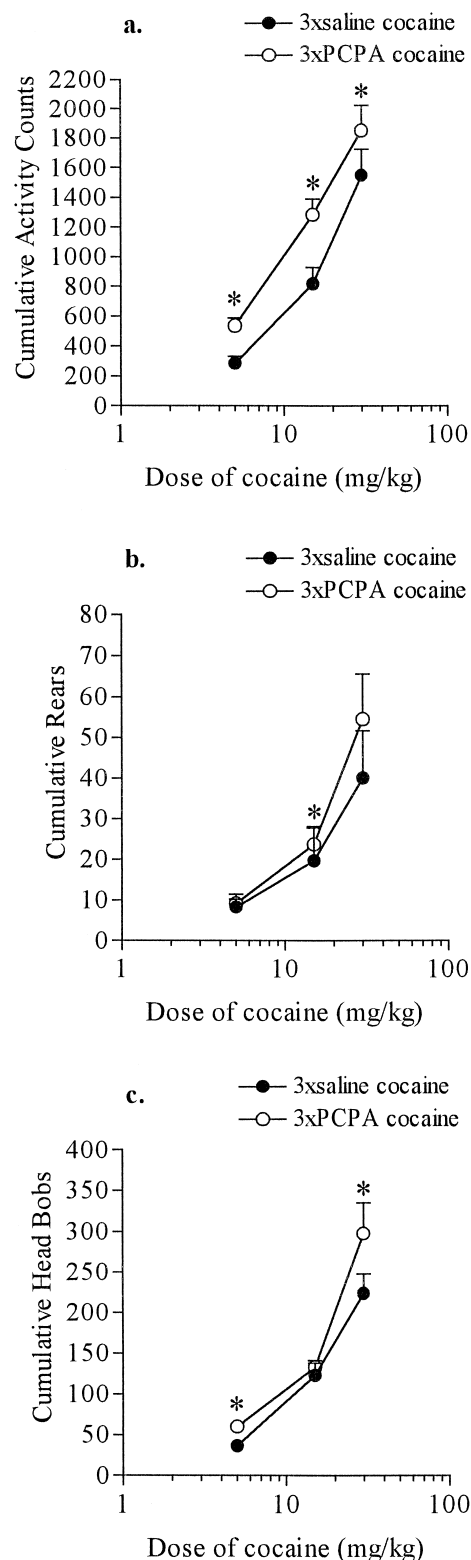 a.
3xsaline cocaine
3xPCPA cocaine
Cumulative Activity Counts
2200
2000
1800
1600
1400
1200
1000
800
600
400
200
0
*
*
*
1 10 100
Dose of cocaine (mg/kg)
b.
3xsaline cocaine
3xPCPA cocaine
Cumulative Rears
80
70
60
50
40
30
20
10
0
*
1 10 100
Dose of cocaine (mg/kg)
c.
3xsaline cocaine
3xPCPA cocaine
Cumulative Head Bobs
400
350
300
250
200
150
100
50
0
*
*
1 10 100
Dose of cocaine (mg/kg)